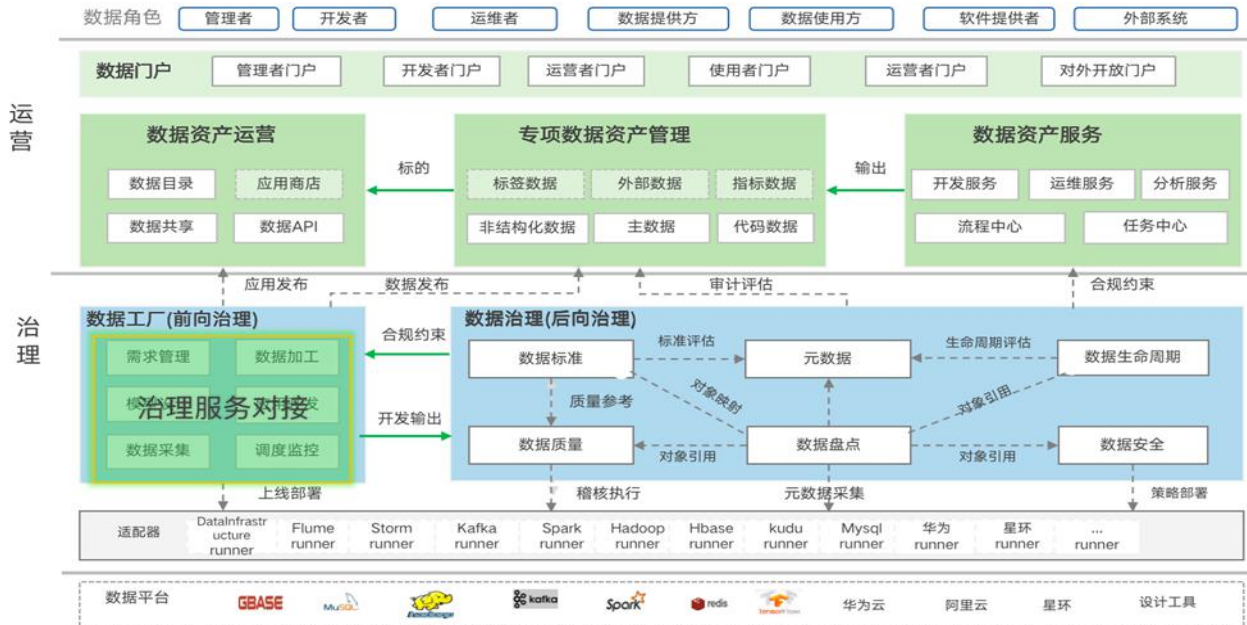 数据角色 管理者 开发者 运维者 数据提供方 数据使用方 软件提供者 外部系统
数据门户 管理者门户 开发者门户 运营者门户 使用者门户 运营者门户 对外开放门户
运营
数据资产运营 专项数据资产管理 数据资产服务
标的 输出
数据目录 应用商店 标签数据 外部数据 指标数据 开发服务 运维服务 分析服务
数据共享 数据API 非结构化数据 主数据 代码数据 流程中心 任务中心
应用发布 数据发布 审计评估 合规约束
治理
数据工厂(前向治理) 合规约束 数据治理(后向治理)
需求管理 数据加工 数据标准 标准评估 元数据 生命周期评估 数据生命周期
治理服务对接
质量参考 对象映射 对象引用
开发输出
数据采集 调度监控 数据质量 对象引用 数据盘点 对象引用 数据安全
上线部署 稽核执行 元数据采集 策略部署
适配器
DataInfrastr
ucture
runner
Flume
runner
Storm
runner
Kafka
runner
Spark
runner
Hadoop
runner
Hbase
runner
kudu
runner
Mysql
runner
华为
runner
星环
runner
...
runner
数据平台 GBASE MuSQL kafka Spark redis 华为云 阿里云 星环 设计工具